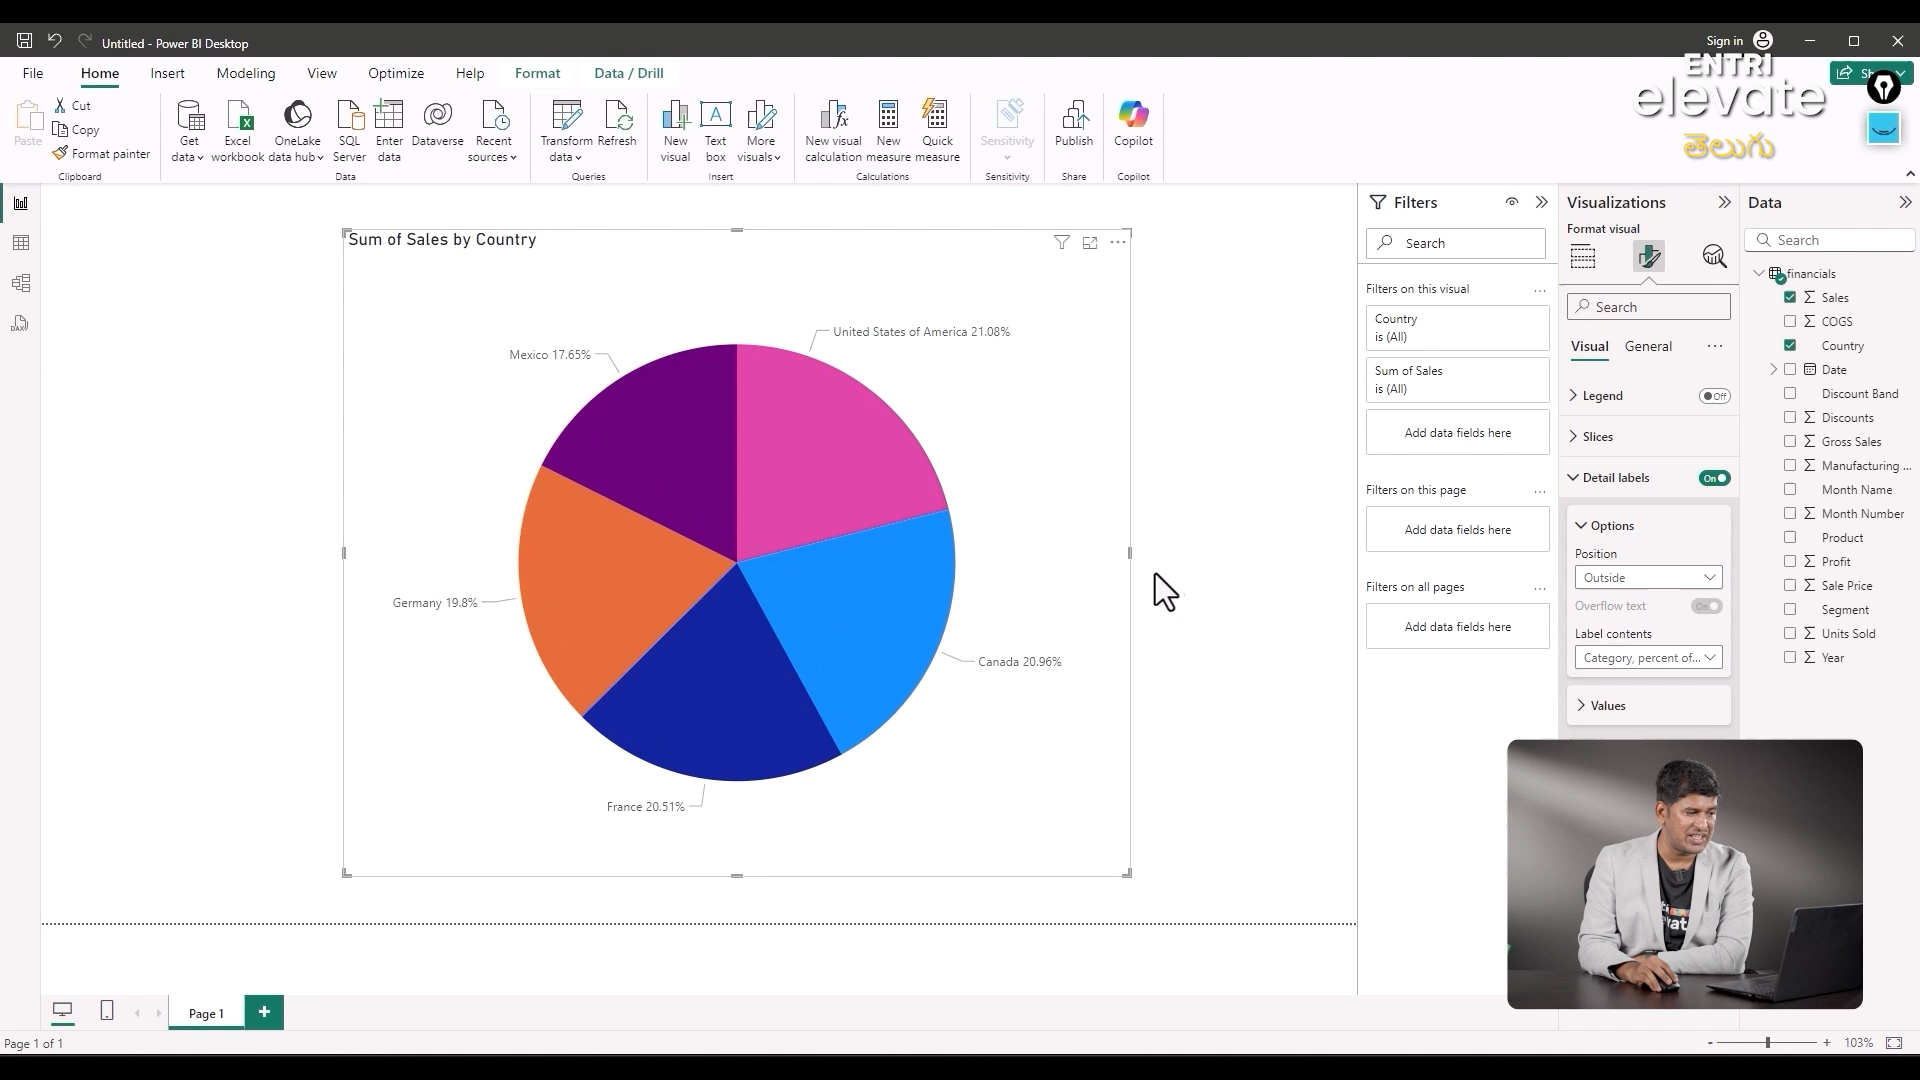 Untitled - Power BI Desktop
Sign in
File
Home
Insert
Modeling
View
Optimize
Help
Format
Data / Drill
ENTRI
elevate
తెలుగు
Paste
Cut
Copy
Format painter
Clipboard
Get data
Excel workbook
OneLake data hub
SQL Server
Enter data
Dataverse
Recent sources
Data
Transform data
Refresh
Queries
New visual
Text box
More visuals
Insert
New visual calculation
New measure
Quick measure
Calculations
Sensitivity
Sensitivity
Publish
Share
Copilot
Copilot
Sum of Sales by Country
United States of America 21.08%
Mexico 17.65%
Germany 19.8%
Canada 20.96%
France 20.51%
Filters
Search
Filters on this visual
Country
is (All)
Sum of Sales
is (All)
Add data fields here
Filters on this page
Add data fields here
Filters on all pages
Add data fields here
Visualizations
Format visual
Search
Visual
General
Legend
Off
Slices
Detail labels
On
Options
Position
Outside
Overflow text
On
Label contents
Category, percent of...
Values
Data
Search
financials
Sales
COGS
Country
Date
Discount Band
Discounts
Gross Sales
Manufacturing ...
Month Name
Month Number
Product
Profit
Sale Price
Segment
Units Sold
Year
Page 1
Page 1 of 1
103%